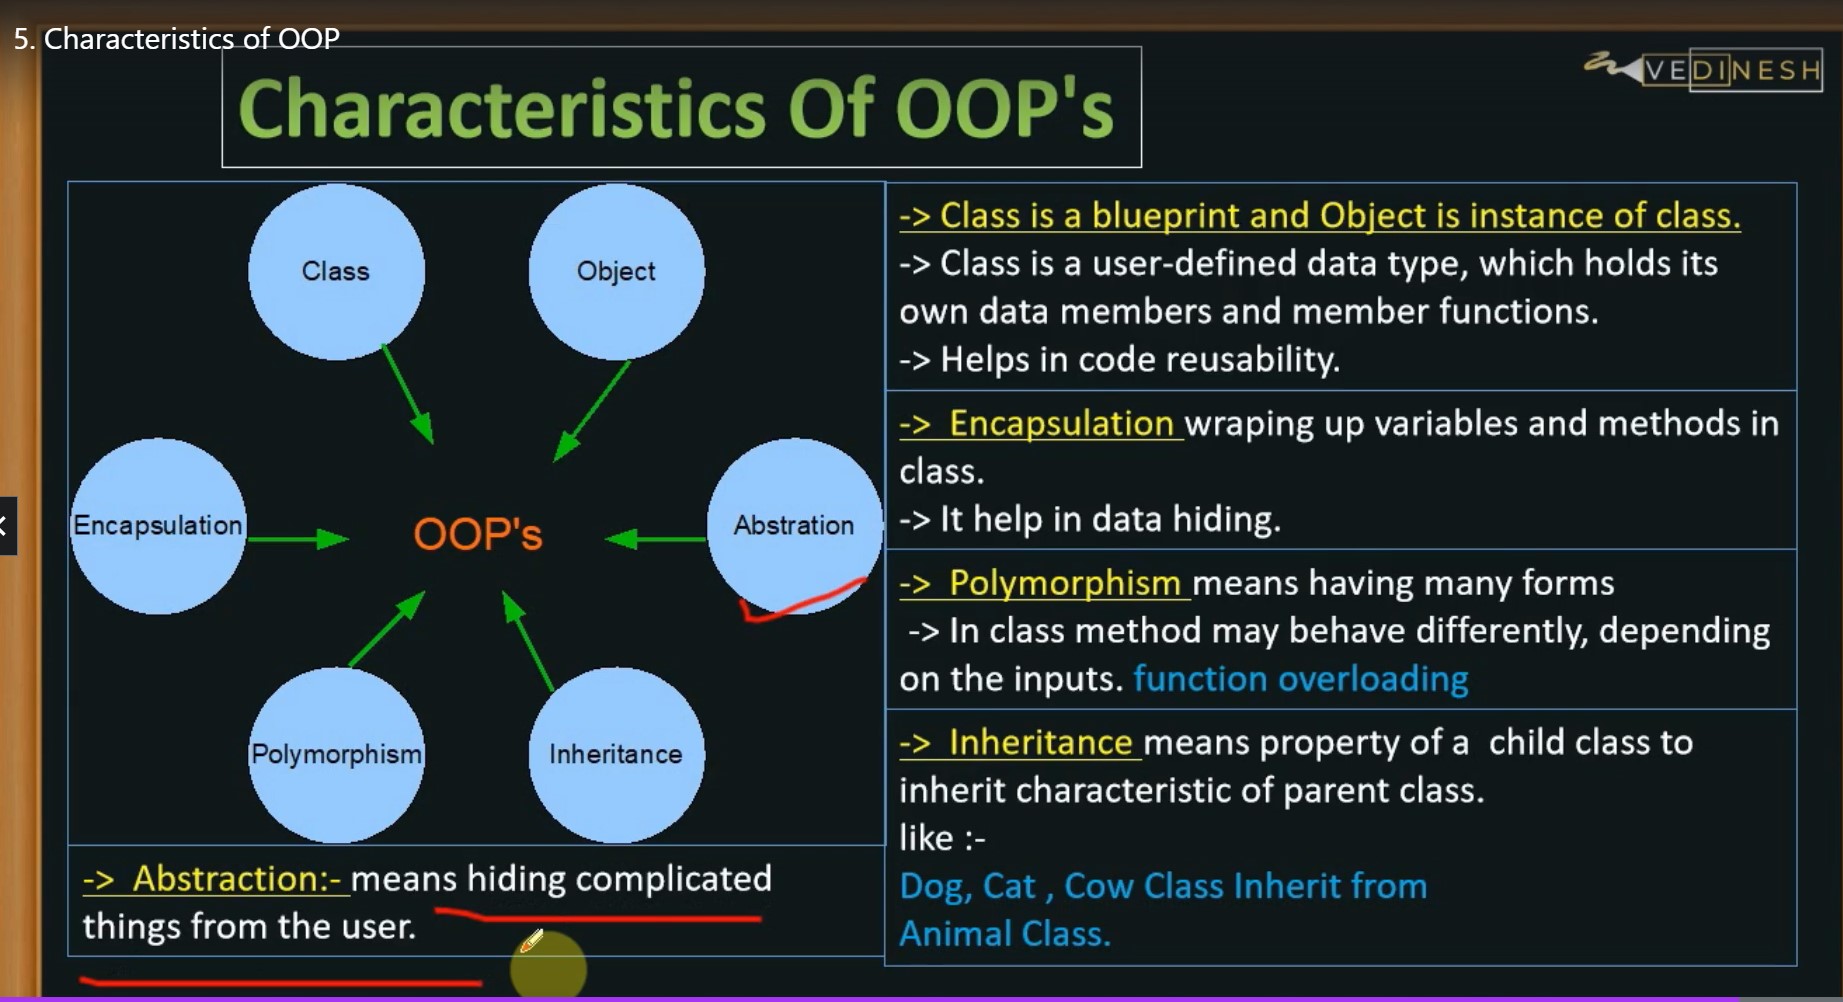 5. Characteristics of OOP
Characteristics Of OOP's
VEDINESH
Class
Object
Encapsulation
OOP's
Abstration
Polymorphism
Inheritance
-> Abstraction:- means hiding complicated
things from the user.
-> Class is a blueprint and Object is instance of class.
-> Class is a user-defined data type, which holds its
own data members and member functions.
-> Helps in code reusability.
-> Encapsulation wraping up variables and methods in
class.
-> It help in data hiding.
-> Polymorphism means having many forms
-> In class method may behave differently, depending
on the inputs. function overloading
-> Inheritance means property of a child class to
inherit characteristic of parent class.
like :-
Dog, Cat , Cow Class Inherit from
Animal Class.